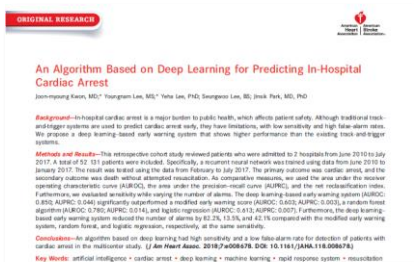 ORIGINAL RESEARCH
American Heart Association
American Stroke Association
An Algorithm Based on Deep Learning for Predicting In-Hospital
Cardiac Arrest
Joon-myoung Kwon, MD;* Youngnam Lee, MS;* Yeha Lee, PhD; Seungwoo Lee, BS; Jinsik Park, MD, PhD
Background—In-hospital cardiac arrest is a major burden to public health, which affects patient safety. Although traditional track-
and-trigger systems are used to predict cardiac arrest early, they have limitations, with low sensitivity and high false-alarm rates.
We propose a deep learning–based early warning system that shows higher performance than the existing track-and-trigger
systems.
Methods and Results—This retrospective cohort study reviewed patients who were admitted to 2 hospitals from June 2010 to July
2017. A total of 52 131 patients were included. Specifically, a recurrent neural network was trained using data from June 2010 to
January 2017. The result was tested using the data from February to July 2017. The primary outcome was cardiac arrest, and the
secondary outcome was death without attempted resuscitation. As comparative measures, we used the area under the receiver
operating characteristic curve (AUROC), the area under the precision–recall curve (AUPRC), and the net reclassification index.
Furthermore, we evaluated sensitivity while varying the number of alarms. The deep learning–based early warning system (AUROC:
0.850; AUPRC: 0.044) significantly outperformed a modified early warning score (AUROC: 0.603; AUPRC: 0.003), a random forest
algorithm (AUROC: 0.780; AUPRC: 0.014), and logistic regression (AUROC: 0.613; AUPRC: 0.007). Furthermore, the deep learning–
based early warning system reduced the number of alarms by 82.2%, 13.5%, and 42.1% compared with the modified early warning
system, random forest, and logistic regression, respectively, at the same sensitivity.
Conclusions—An algorithm based on deep learning had high sensitivity and a low false-alarm rate for detection of patients with
cardiac arrest in the multicenter study. (J Am Heart Assoc. 2018;7:e008678. DOI: 10.1161/JAHA.118.008678.)
Key Words: artificial intelligence • cardiac arrest • deep learning • machine learning • rapid response system • resuscitation